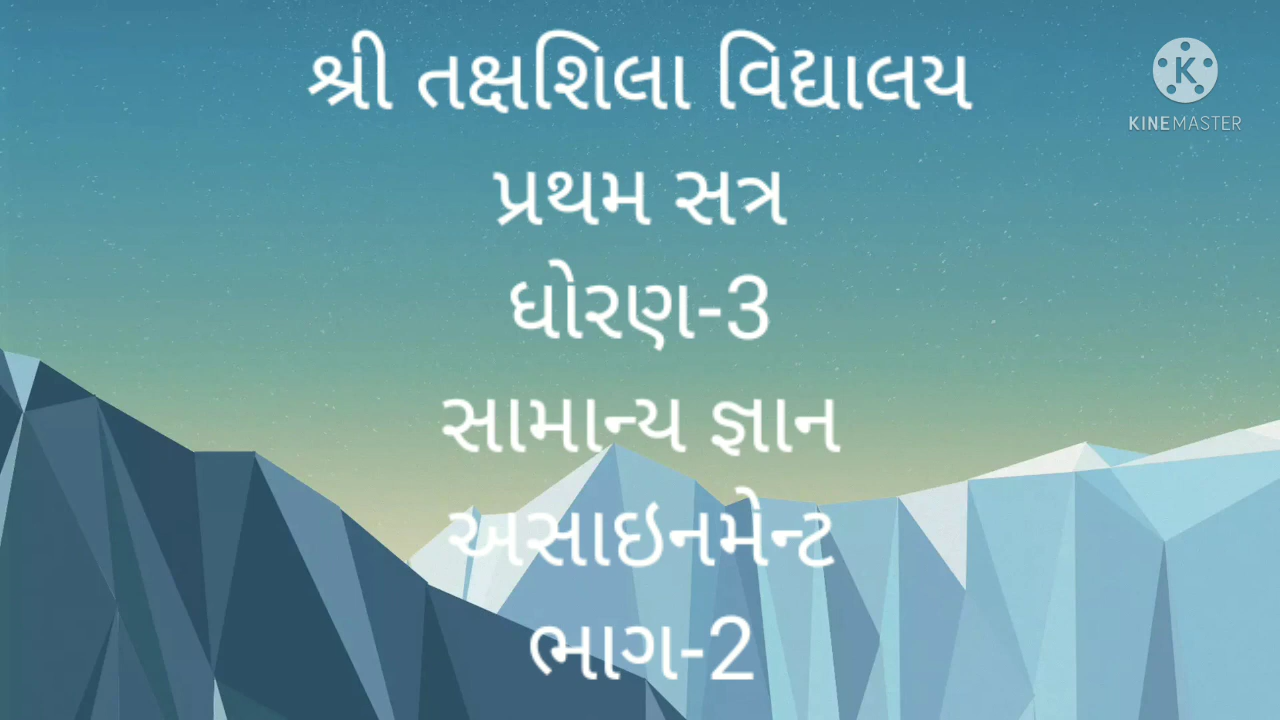 શ્રી તક્ષશિલા વિદ્યાલય
પ્રથમ સત્ર
ધોરણ-3
સામાન્ય જ્ઞાન
અસાઇનમેન્ટ
ભાગ-2
K
KINEMASTER